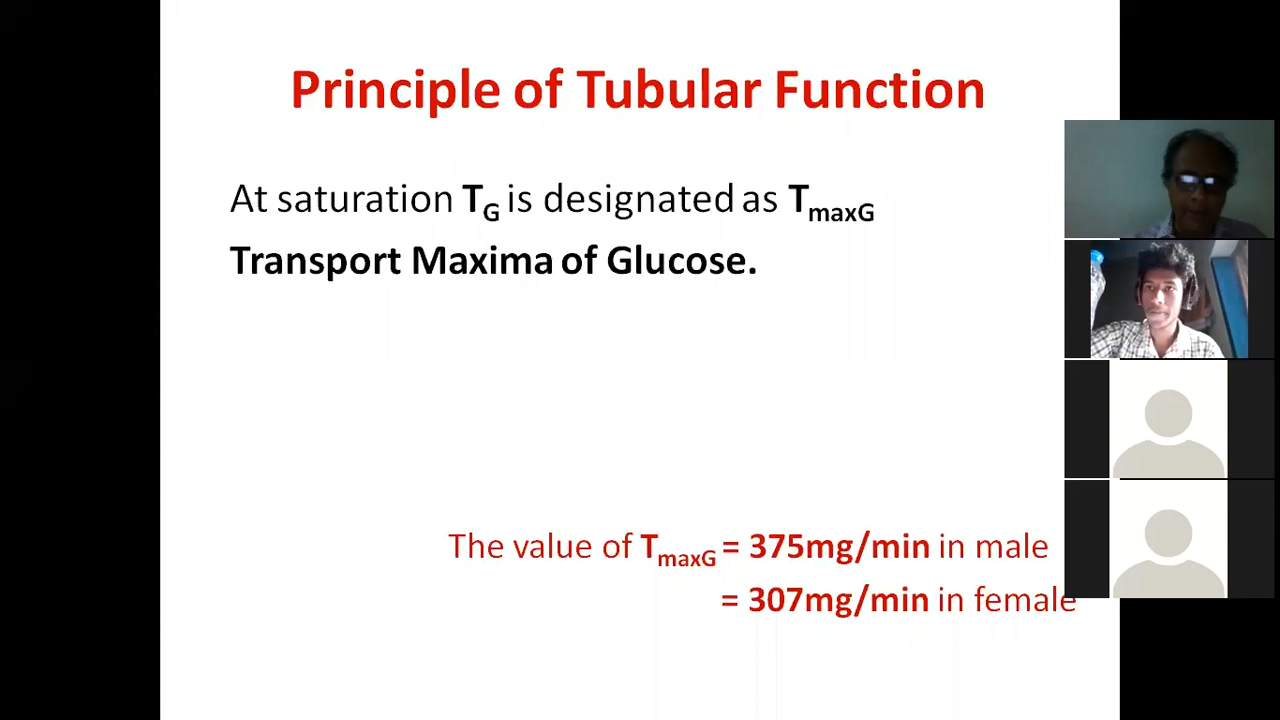 Principle of Tubular Function
At saturation TG is designated as TmaxG
Transport Maxima of Glucose.
The value of TmaxG = 375mg/min in male
= 307mg/min in female